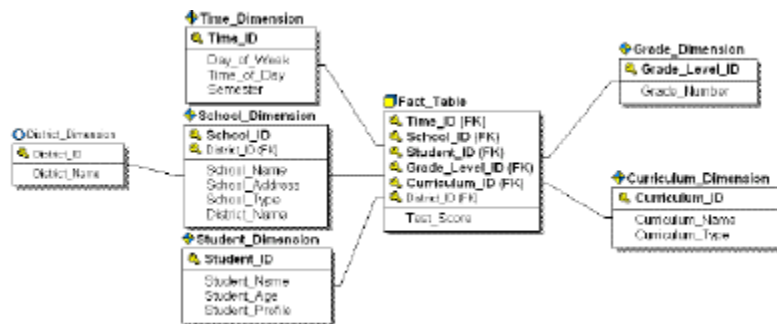 Time_Dimension
Time_ID
Day_of_Week
Time_of_Day
Semester
School_Dimension
School_ID
District_ID (FK)
School_Name
School_Address
School_Type
District_Name
District_Dimension
District_ID
District_Name
Student_Dimension
Student_ID
Student_Name
Student_Age
Student_Profile
Fact_Table
Time_ID (FK)
School_ID (FK)
Student_ID (FK)
Grade_Level_ID (FK)
Curriculum_ID (FK)
District_ID (FK)
Test_Score
Grade_Dimension
Grade_Level_ID
Grade_Number
Curriculum_Dimension
Curriculum_ID
Curriculum_Name
Curriculum_Type